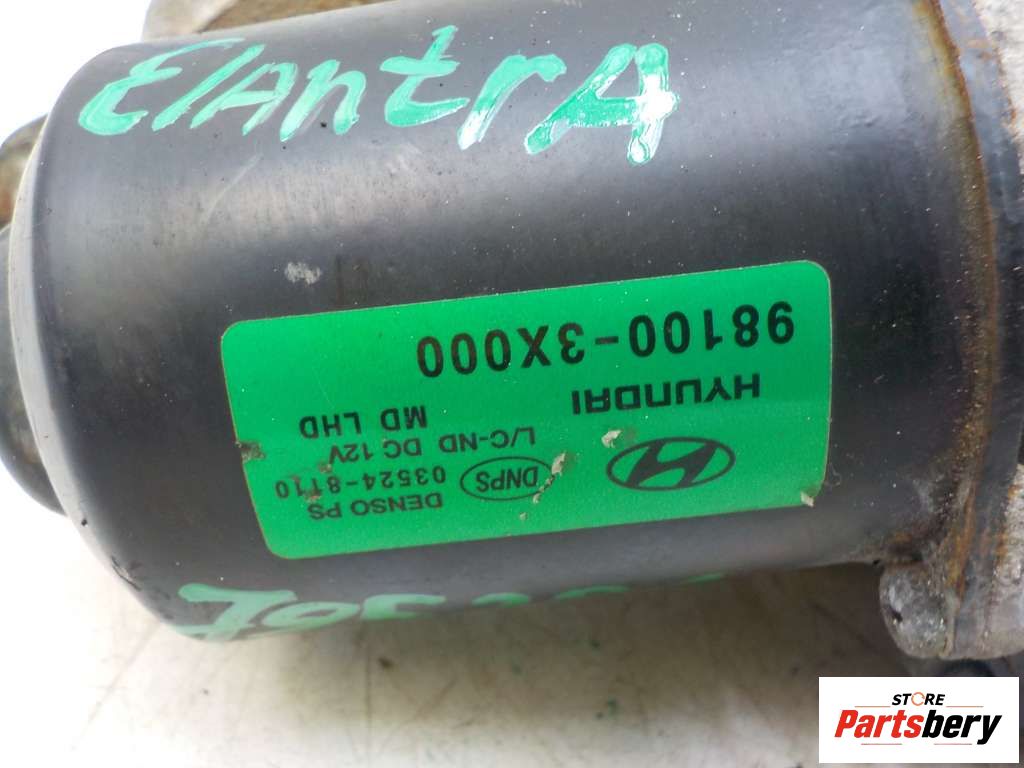 ElAntrA
98100-3X000
HYUNDAI
MD LHD
L/C-ND DC 12V
DNPS
03524-8110
DENSO PS
STORE
Partsbery